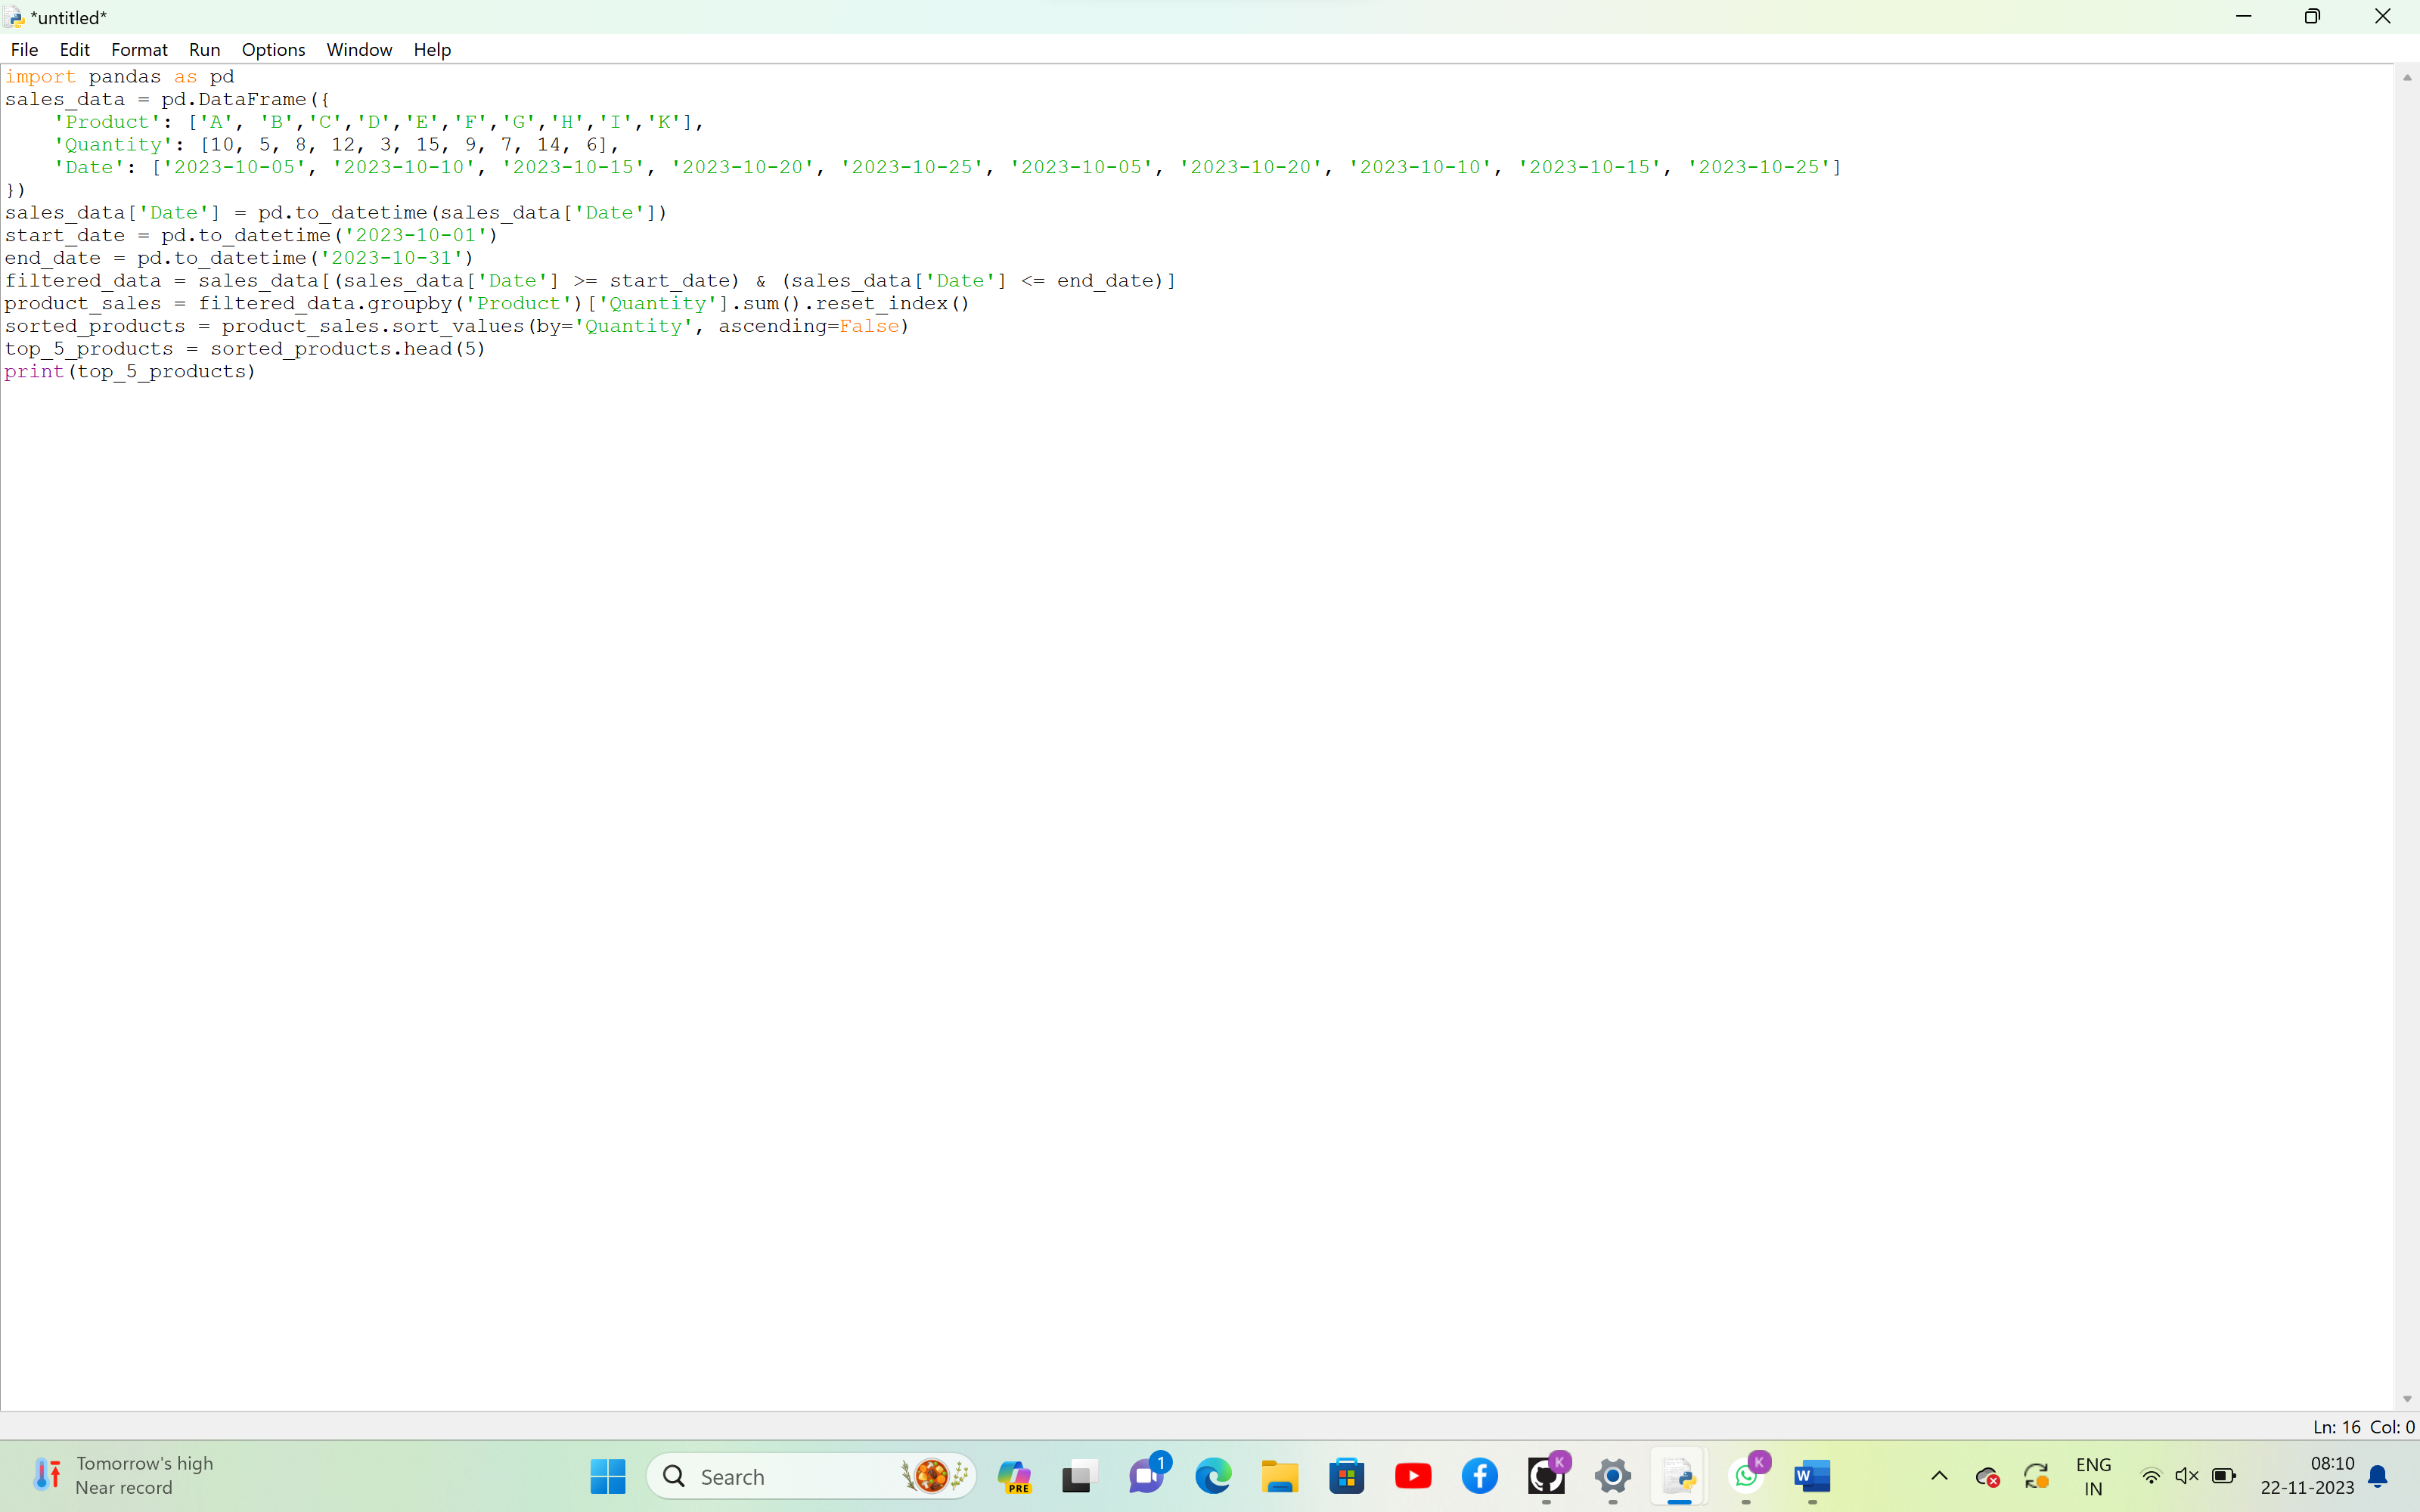 *untitled*
File Edit Format Run Options Window Help
import pandas as pd
sales_data = pd.DataFrame({
    'Product': ['A', 'B','C','D','E','F','G','H','I','K'],
    'Quantity': [10, 5, 8, 12, 3, 15, 9, 7, 14, 6],
    'Date': ['2023-10-05', '2023-10-10', '2023-10-15', '2023-10-20', '2023-10-25', '2023-10-05', '2023-10-20', '2023-10-10', '2023-10-15', '2023-10-25']
})
sales_data['Date'] = pd.to_datetime(sales_data['Date'])
start_date = pd.to_datetime('2023-10-01')
end_date = pd.to_datetime('2023-10-31')
filtered_data = sales_data[(sales_data['Date'] >= start_date) & (sales_data['Date'] <= end_date)]
product_sales = filtered_data.groupby('Product')['Quantity'].sum().reset_index()
sorted_products = product_sales.sort_values(by='Quantity', ascending=False)
top_5_products = sorted_products.head(5)
print(top_5_products)
Ln: 16 Col: 0
Tomorrow's high
Near record
Search
PRE
1
K
K
W
ENG
IN
08:10
22-11-2023